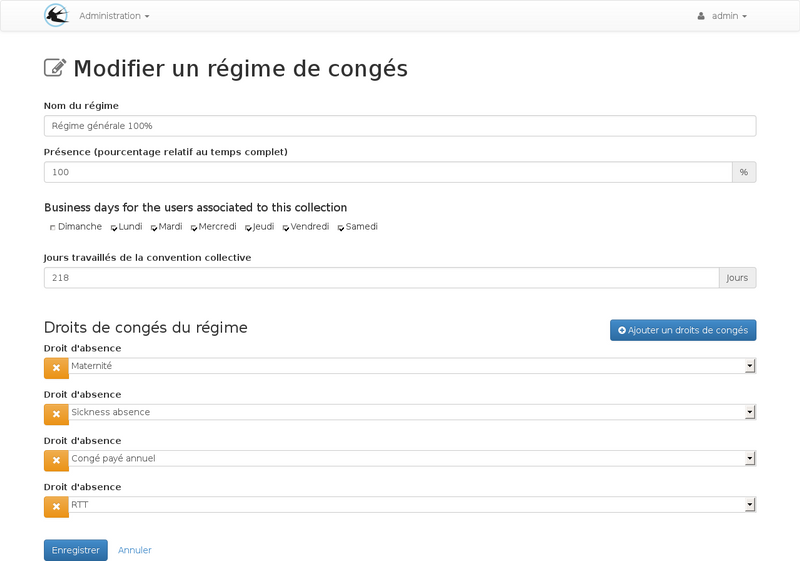 Administration
admin
Modifier un régime de congés
Nom du régime
Régime générale 100%
Présence (pourcentage relatif au temps complet)
100 %
Business days for the users associated to this collection
Dimanche Lundi Mardi Mercredi Jeudi Vendredi Samedi
Jours travaillés de la convention collective
218 Jours
Droits de congés du régime
Ajouter un droits de congés
Droit d'absence
Maternité
Droit d'absence
Sickness absence
Droit d'absence
Congé payé annuel
Droit d'absence
RTT
Enregistrer Annuler